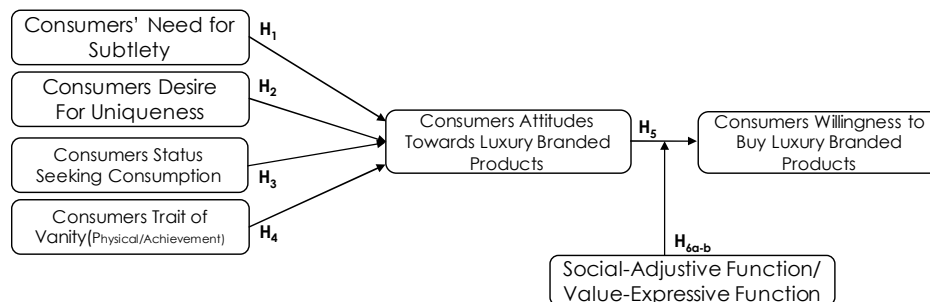 Consumers' Need for
Subtlety
H1
Consumers Desire
For Uniqueness
H2
Consumers Status
Seeking Consumption
H3
Consumers Trait of
Vanity(Physical/Achievement)
H4
Consumers Attitudes
Towards Luxury Branded
Products
H5
Consumers Willingness to
Buy Luxury Branded
Products
H6a-b
Social-Adjustive Function/
Value-Expressive Function